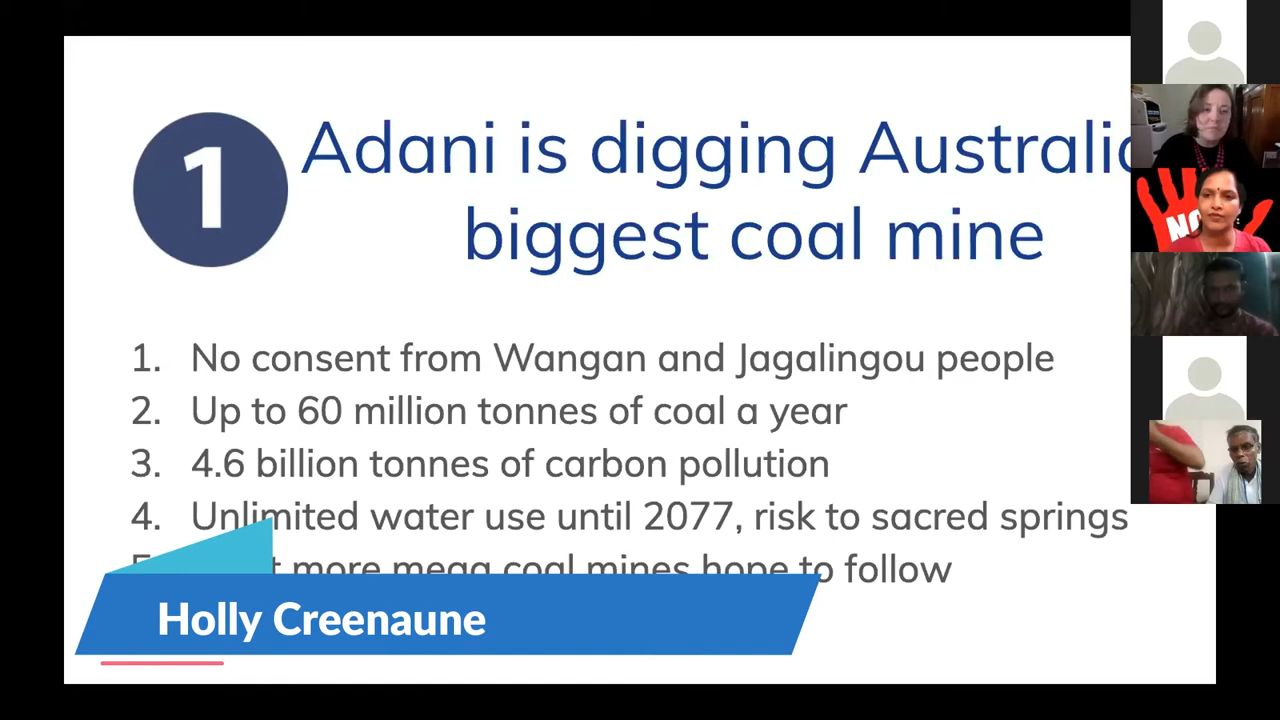 1
Adani is digging Australia
biggest coal mine
1. No consent from Wangan and Jagalingou people
2. Up to 60 million tonnes of coal a year
3. 4.6 billion tonnes of carbon pollution
4. Unlimited water use until 2077, risk to sacred springs
more mega coal mines hope to follow
Holly Creenaune
NO